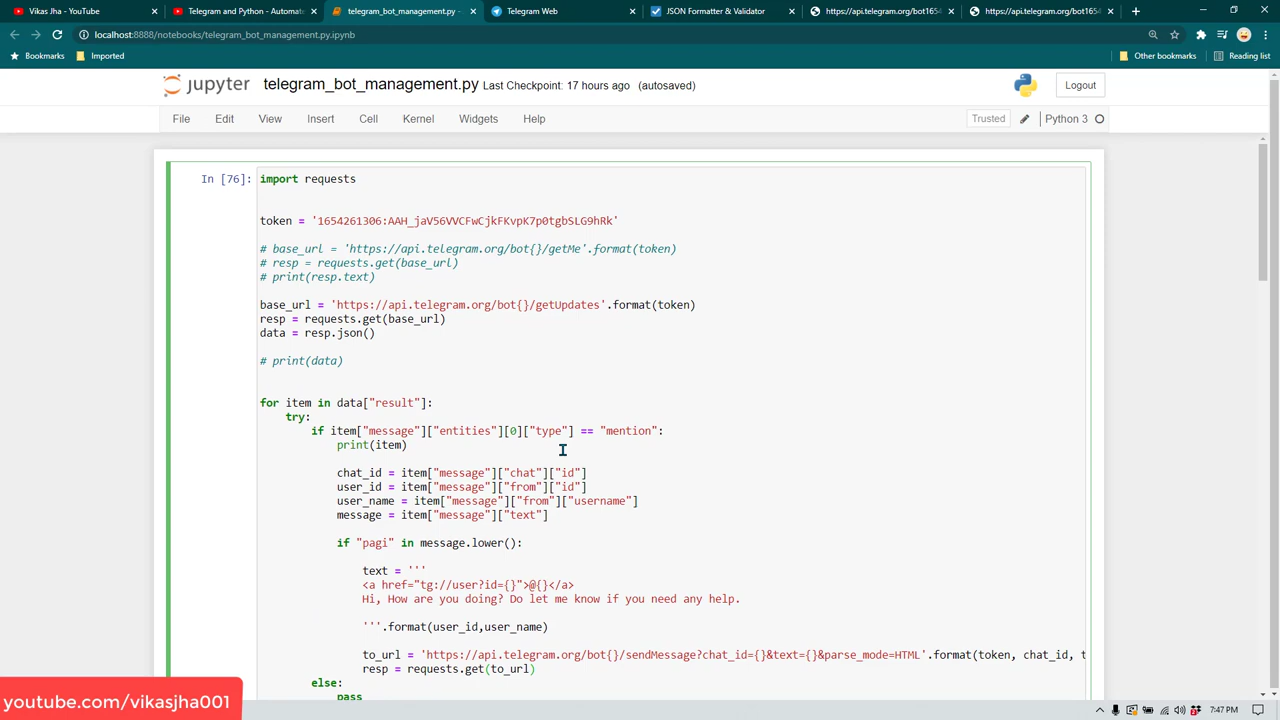 Vikas Jha - YouTube
Telegram and Python - Automate
telegram_bot_management.py -
Telegram Web
JSON Formatter & Validator
https://api.telegram.org/bot1654
https://api.telegram.org/bot1654
localhost:8888/notebooks/telegram_bot_management.py.ipynb
Bookmarks
Imported
Other bookmarks
Reading list
jupyter
telegram_bot_management.py Last Checkpoint: 17 hours ago (autosaved)
Logout
File Edit View Insert Cell Kernel Widgets Help
Trusted
Python 3
In [76]:
import requests
token = '1654261306:AAH_jaV56VVCFwCjkFKvpK7p0tgbSLG9hRk'
# base_url = 'https://api.telegram.org/bot{}/getMe'.format(token)
# resp = requests.get(base_url)
# print(resp.text)
base_url = 'https://api.telegram.org/bot{}/getUpdates'.format(token)
resp = requests.get(base_url)
data = resp.json()
# print(data)
for item in data["result"]:
try:
if item["message"]["entities"][0]["type"] == "mention":
print(item)
chat_id = item["message"]["chat"]["id"]
user_id = item["message"]["from"]["id"]
user_name = item["message"]["from"]["username"]
message = item["message"]["text"]
if "pagi" in message.lower():
text = '''
<a href="tg://user?id={}">@{}</a>
Hi, How are you doing? Do let me know if you need any help.
'''.format(user_id,user_name)
to_url = 'https://api.telegram.org/bot{}/sendMessage?chat_id={}&text={}&parse_mode=HTML'.format(token, chat_id, t
resp = requests.get(to_url)
else:
pass
youtube.com/vikasjha001
7:47 PM